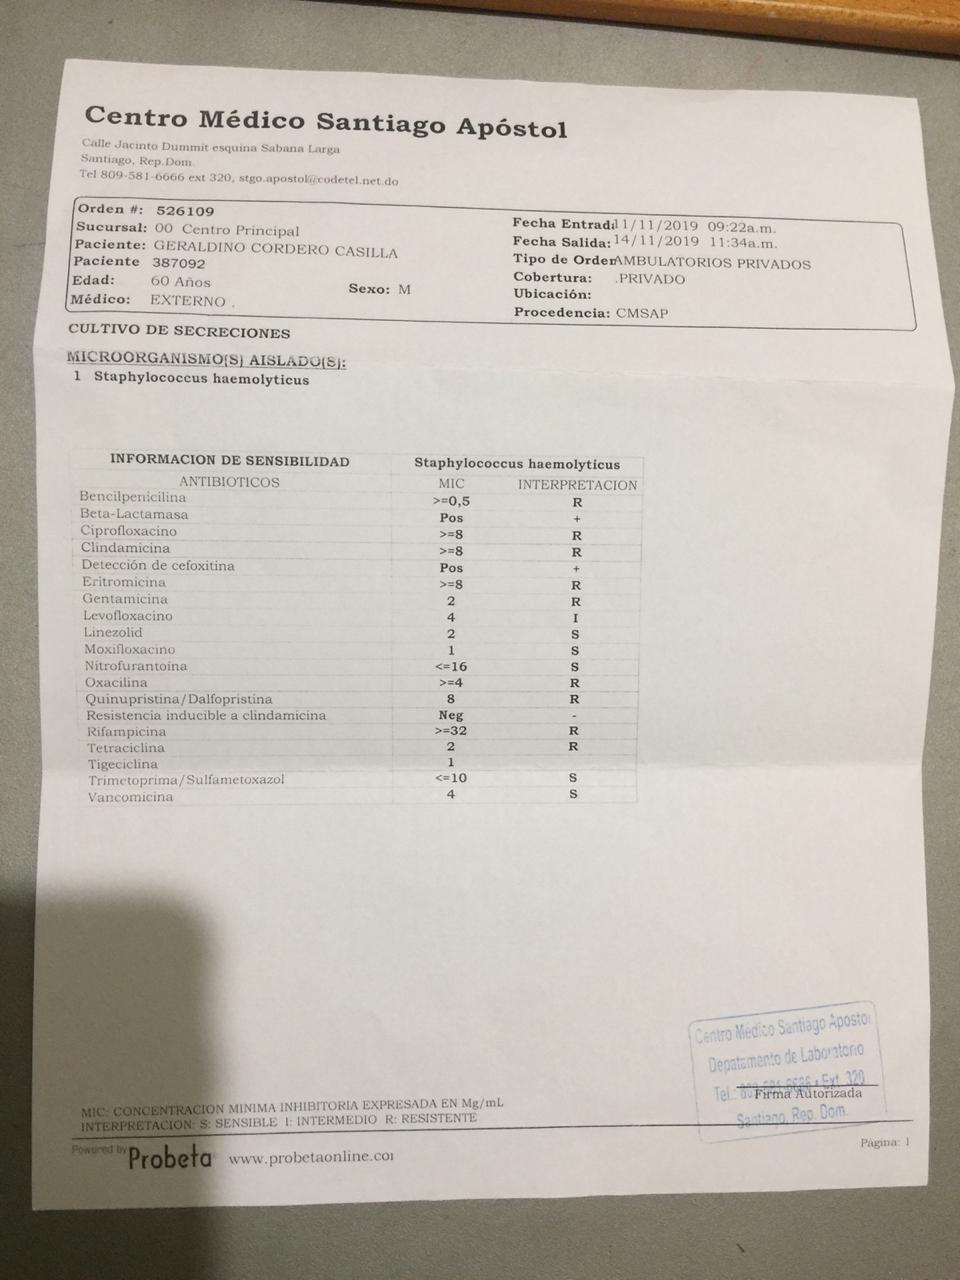 Centro Médico Santiago Apóstol
Calle Jacinto Dummit esquina Sabana Larga
Santiago, Rep.Dom.
Tel 809-581-6666 ext 320, stgo.apostol@codetel.net.do
Orden #: 526109
Sucursal: 00 Centro Principal
Paciente: GERALDINO CORDERO CASILLA
Paciente 387092
Edad: 60 Años Sexo: M
Médico: EXTERNO .
Fecha Entrad 11/11/2019 09:22a.m.
Fecha Salida: 14/11/2019 11:34a.m.
Tipo de Orden AMBULATORIOS PRIVADOS
Cobertura: .PRIVADO
Ubicación:
Procedencia: CMSAP
CULTIVO DE SECRECIONES
MICROORGANISMO(S) AISLADO(S):
1 Staphylococcus haemolyticus
INFORMACION DE SENSIBILIDAD Staphylococcus haemolyticus
ANTIBIOTICOS MIC INTERPRETACION
Bencilpenicilina >=0,5 R
Beta-Lactamasa Pos +
Ciprofloxacino >=8 R
Clindamicina >=8 R
Detección de cefoxitina Pos +
Eritromicina >=8 R
Gentamicina 2 R
Levofloxacino 4 I
Linezolid 2 S
Moxifloxacino 1 S
Nitrofurantoina <=16 S
Oxacilina >=4 R
Quinupristina/Dalfopristina 8 R
Resistencia inducible a clindamicina Neg -
Rifampicina >=32 R
Tetraciclina 2 R
Tigeciclina 1
Trimetoprima/Sulfametoxazol <=10 S
Vancomicina 4 S
Centro Médico Santiago Apostol
Depatamento de Laboratorio
Tel.: 809-581-6666 • Ext. 320
Firma Autorizada
Santiago, Rep. Dom.
MIC: CONCENTRACION MINIMA INHIBITORIA EXPRESADA EN Mg/mL
INTERPRETACION: S: SENSIBLE I: INTERMEDIO R: RESISTENTE
Powered by Probeta www.probetaonline.com
Página: 1